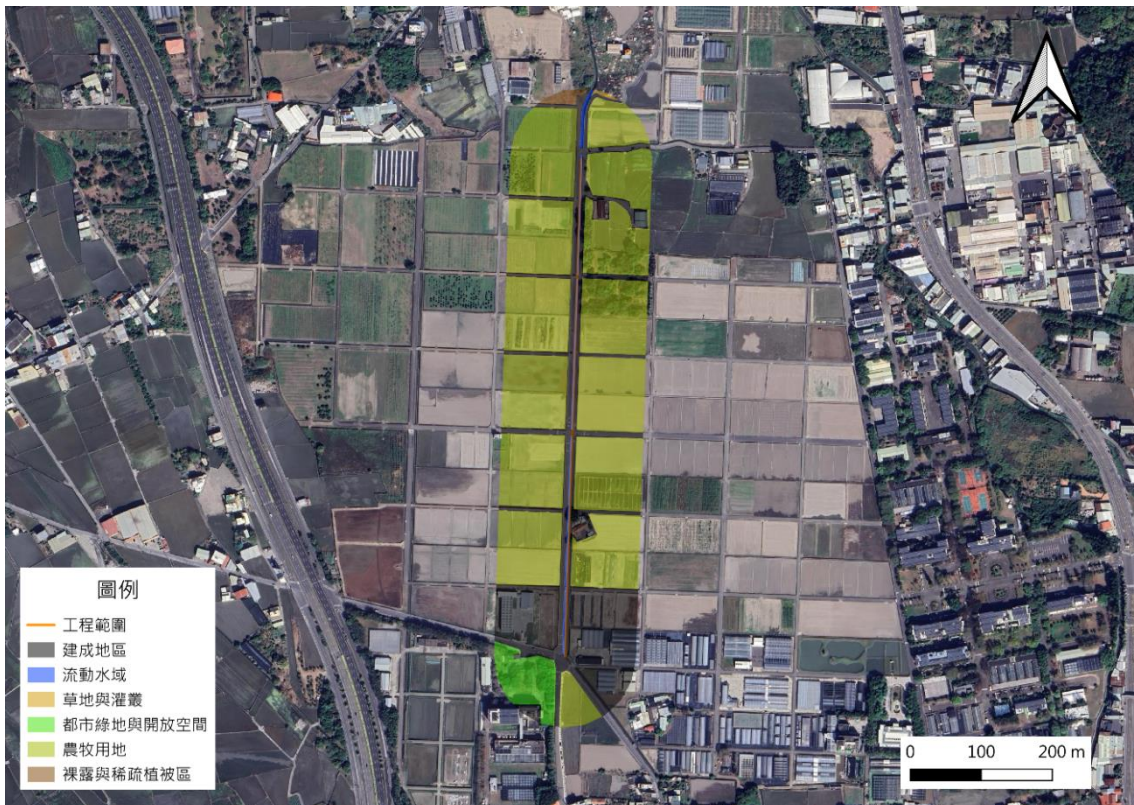 圖例
工程範圍
建成地區
流動水域
草地與灌叢
都市綠地與開放空間
農牧用地
裸露與稀疏植被區
0 100 200 m